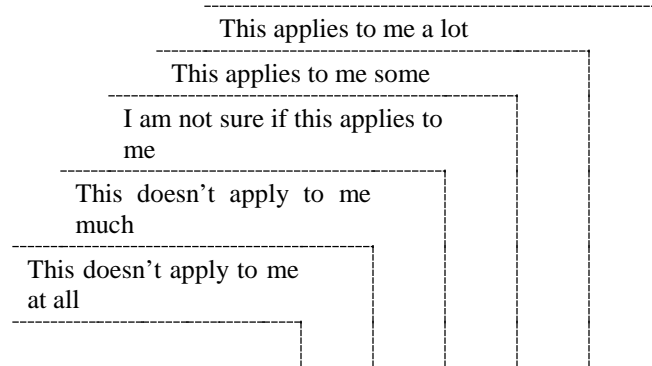 This applies to me a lot
This applies to me some
I am not sure if this applies to
me
This doesn’t apply to me
much
This doesn’t apply to me
at all